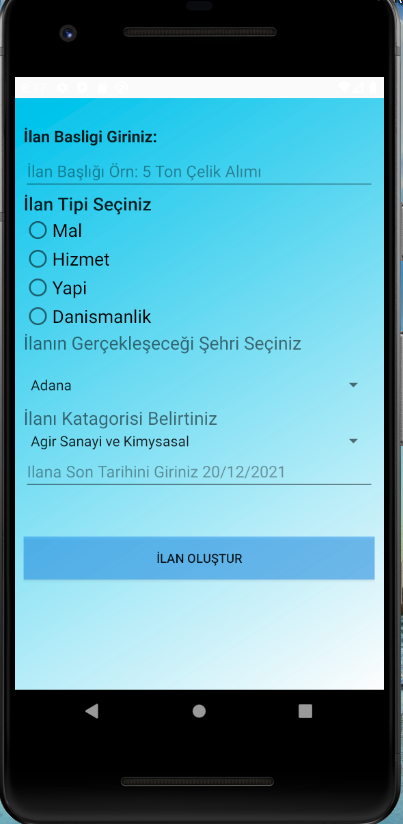 İlan Basligi Giriniz:
İlan Başlığı Örn: 5 Ton Çelik Alımı
İlan Tipi Seçiniz
Mal
Hizmet
Yapi
Danismanlik
İlanın Gerçekleşeceği Şehri Seçiniz
Adana
İlanı Katagorisi Belirtiniz
Agir Sanayi ve Kimysasal
Ilana Son Tarihini Giriniz 20/12/2021
İLAN OLUŞTUR